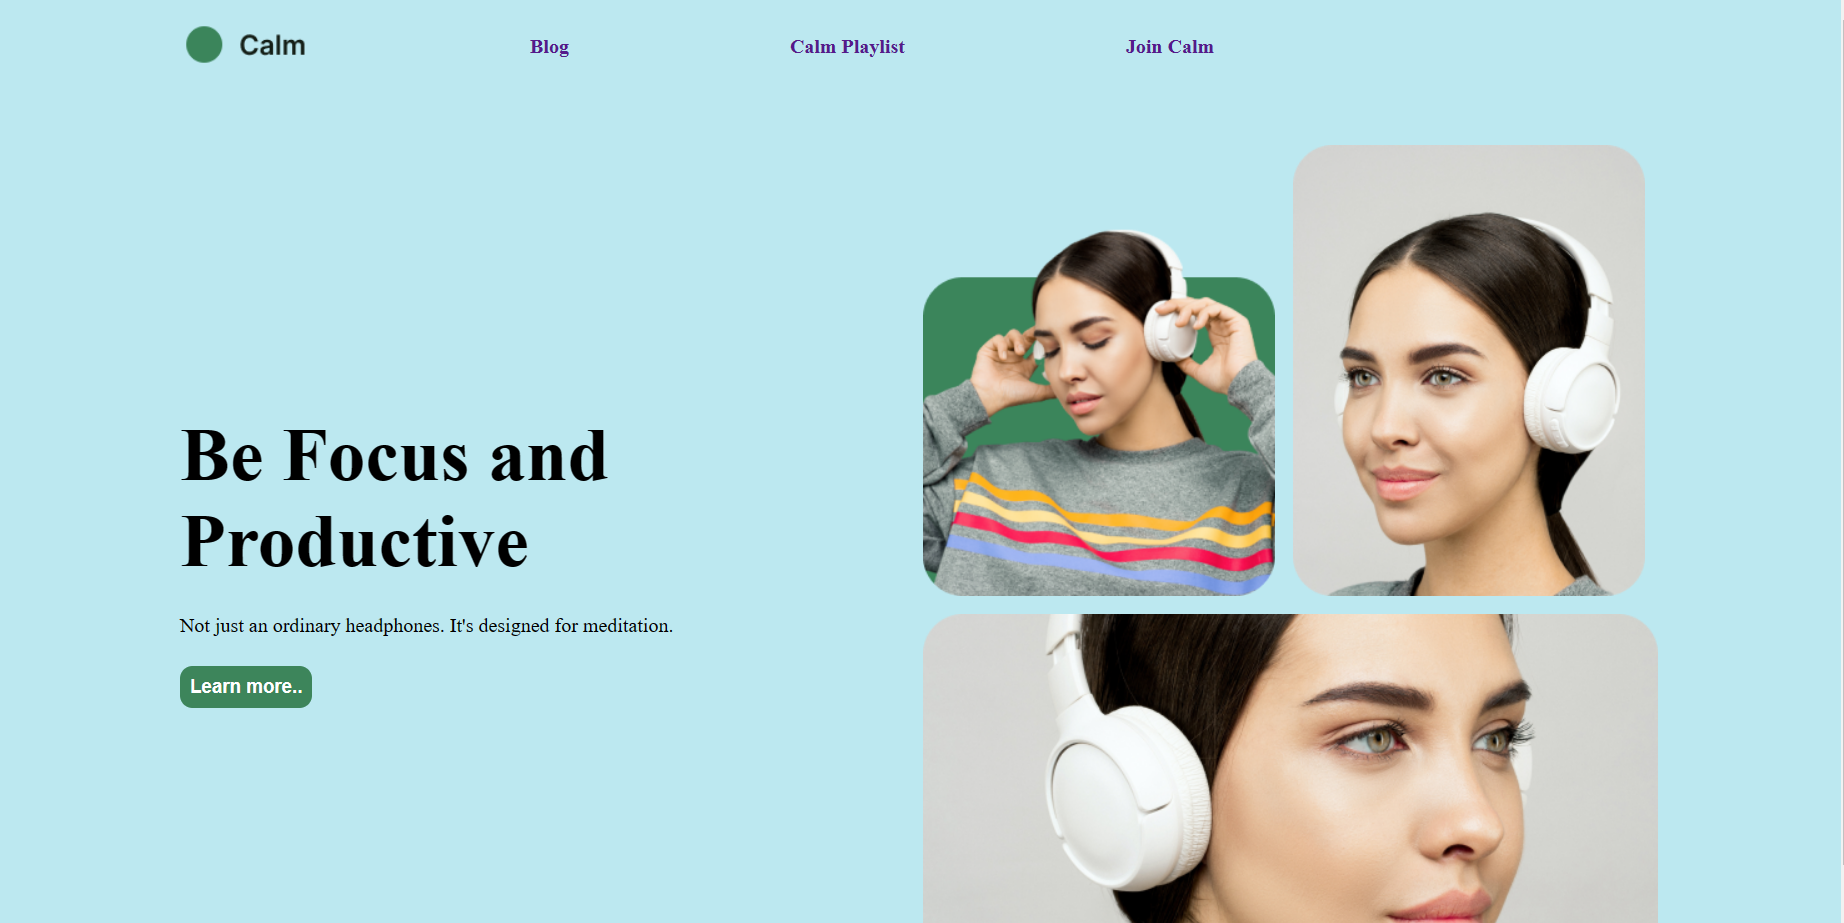 Calm
Blog
Calm Playlist
Join Calm
Be Focus and
Productive
Not just an ordinary headphones. It's designed for meditation.
Learn more..